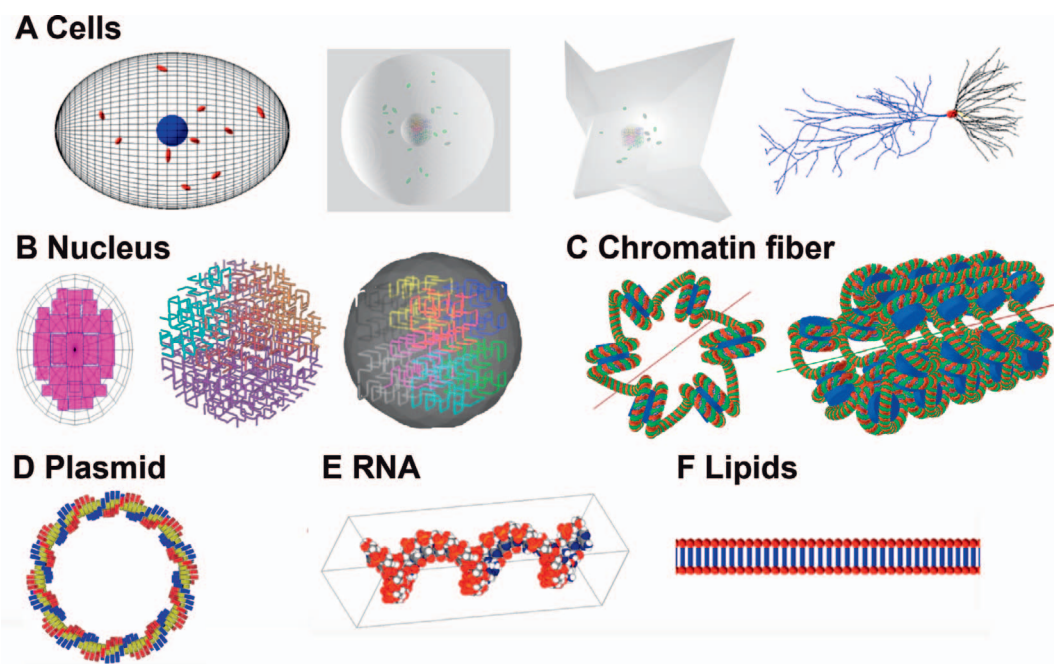 A Cells
B Nucleus
C Chromatin fiber
D Plasmid
E RNA
F Lipids